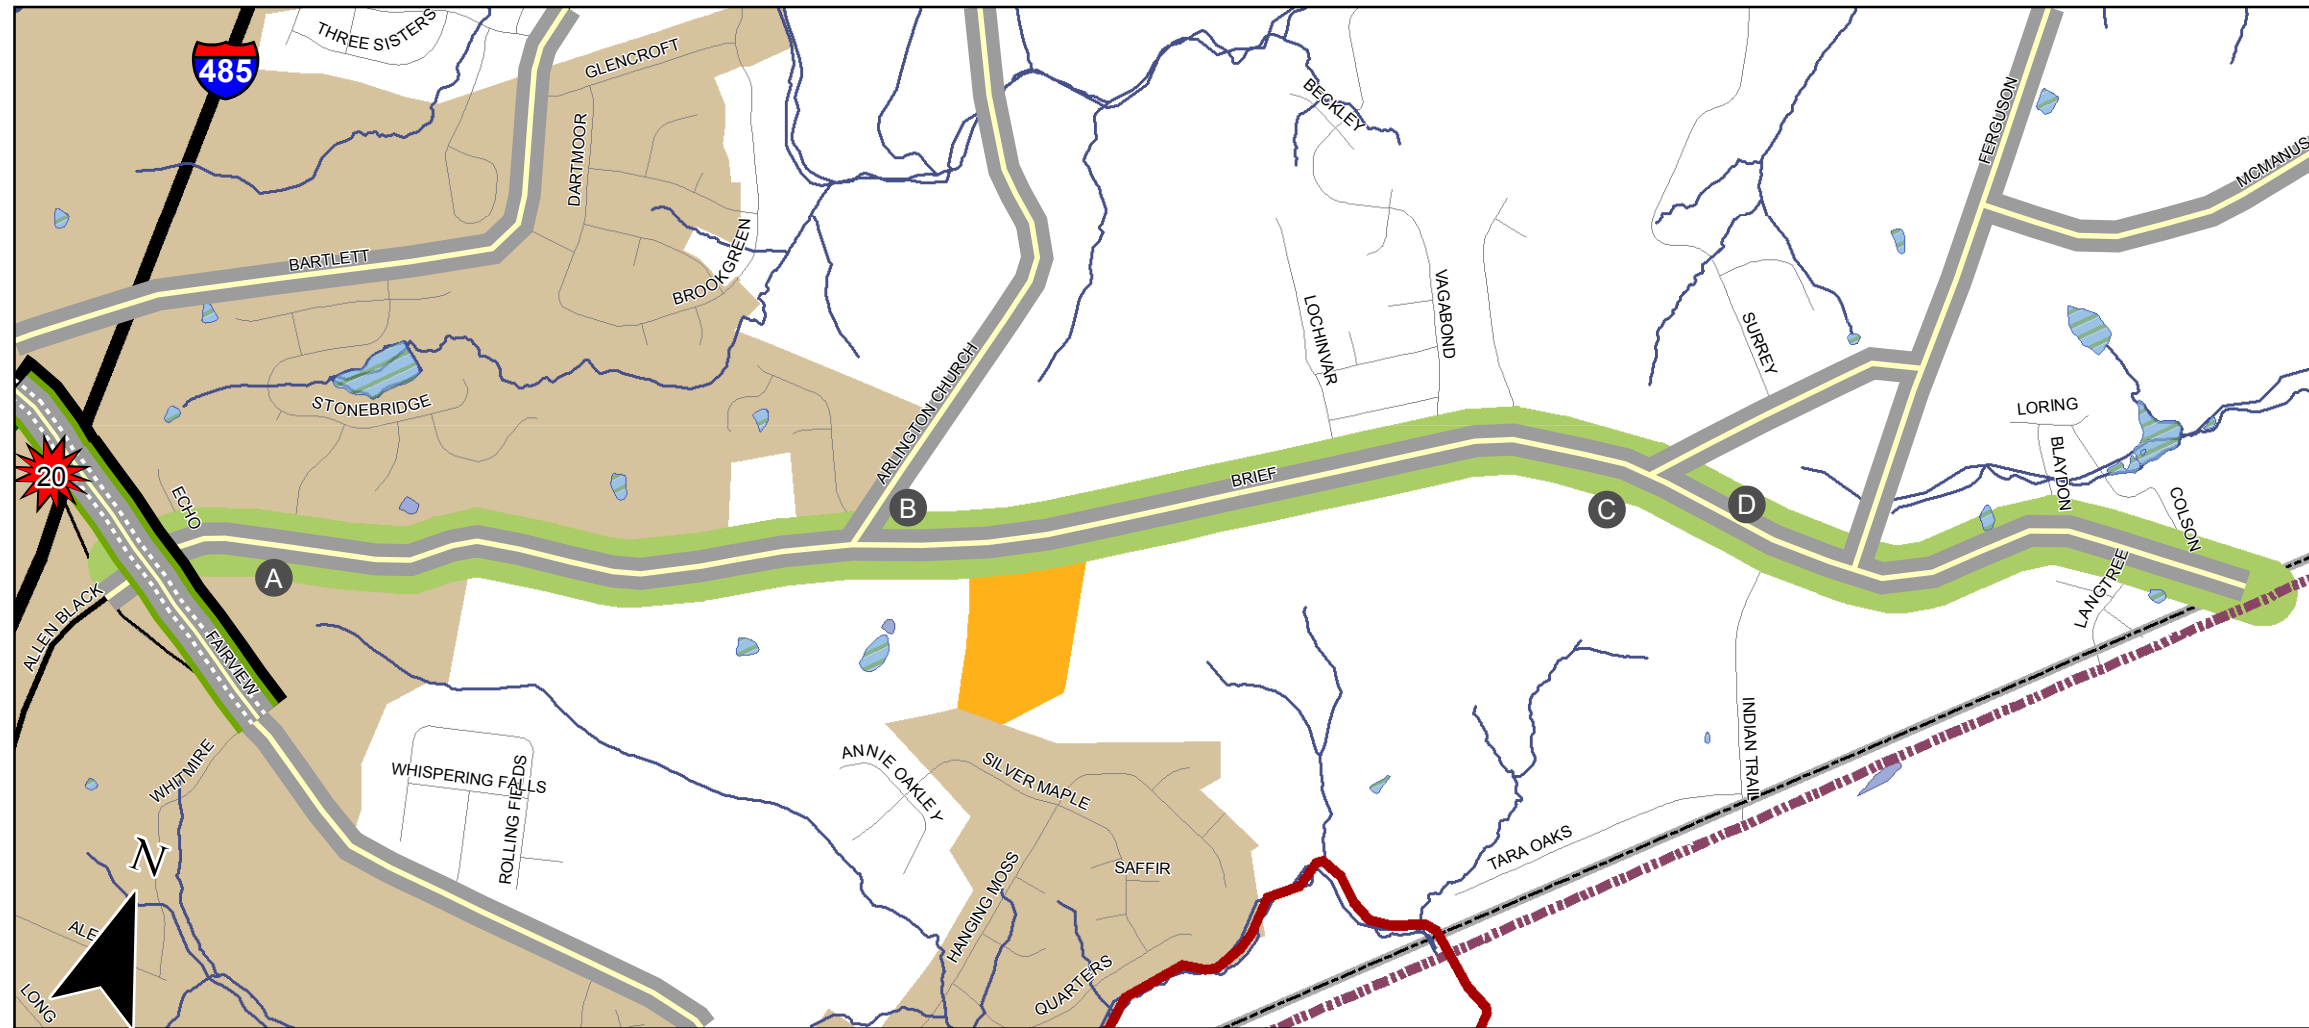 THREE SISTERS
485
GLENCROFT
BECKLEY
FERGUSON
DARTMOOR
MCMANUS
BARTLETT
BROOKGREEN
LOCHINVAR
VAGABOND
SURREY
ARLINGTON CHURCH
STONEBRIDGE
LORING
BLAYDON
20
ECHO
BRIEF
B
C
D
COLSON
A
ALLEN BLACK
LANGTREE
FAIRVIEW
INDIAN TRAIL
WHITMIRE
WHISPERING FALLS
ROLLING FIELDS
ANNIE OAKLEY
SILVER MAPLE
TARA OAKS
N
SAFFIR
HANGING MOSS
ALE
QUARTERS
LONG